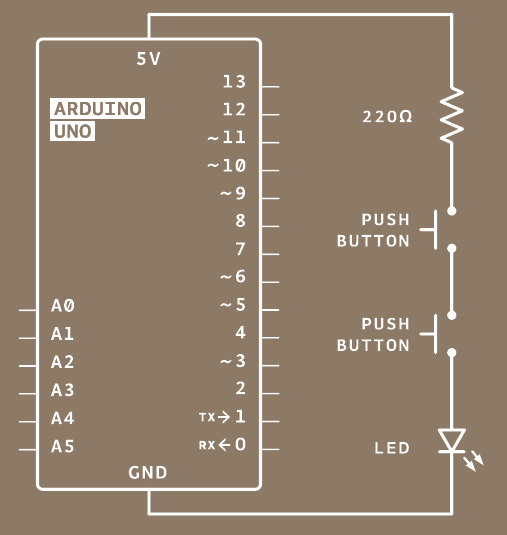 5V
ARDUINO
UNO
13
12
~11
~10
~9
8
7
~6
~5
4
~3
2
TX→1
RX←0
A0
A1
A2
A3
A4
A5
GND
220Ω
PUSH
BUTTON
PUSH
BUTTON
LED